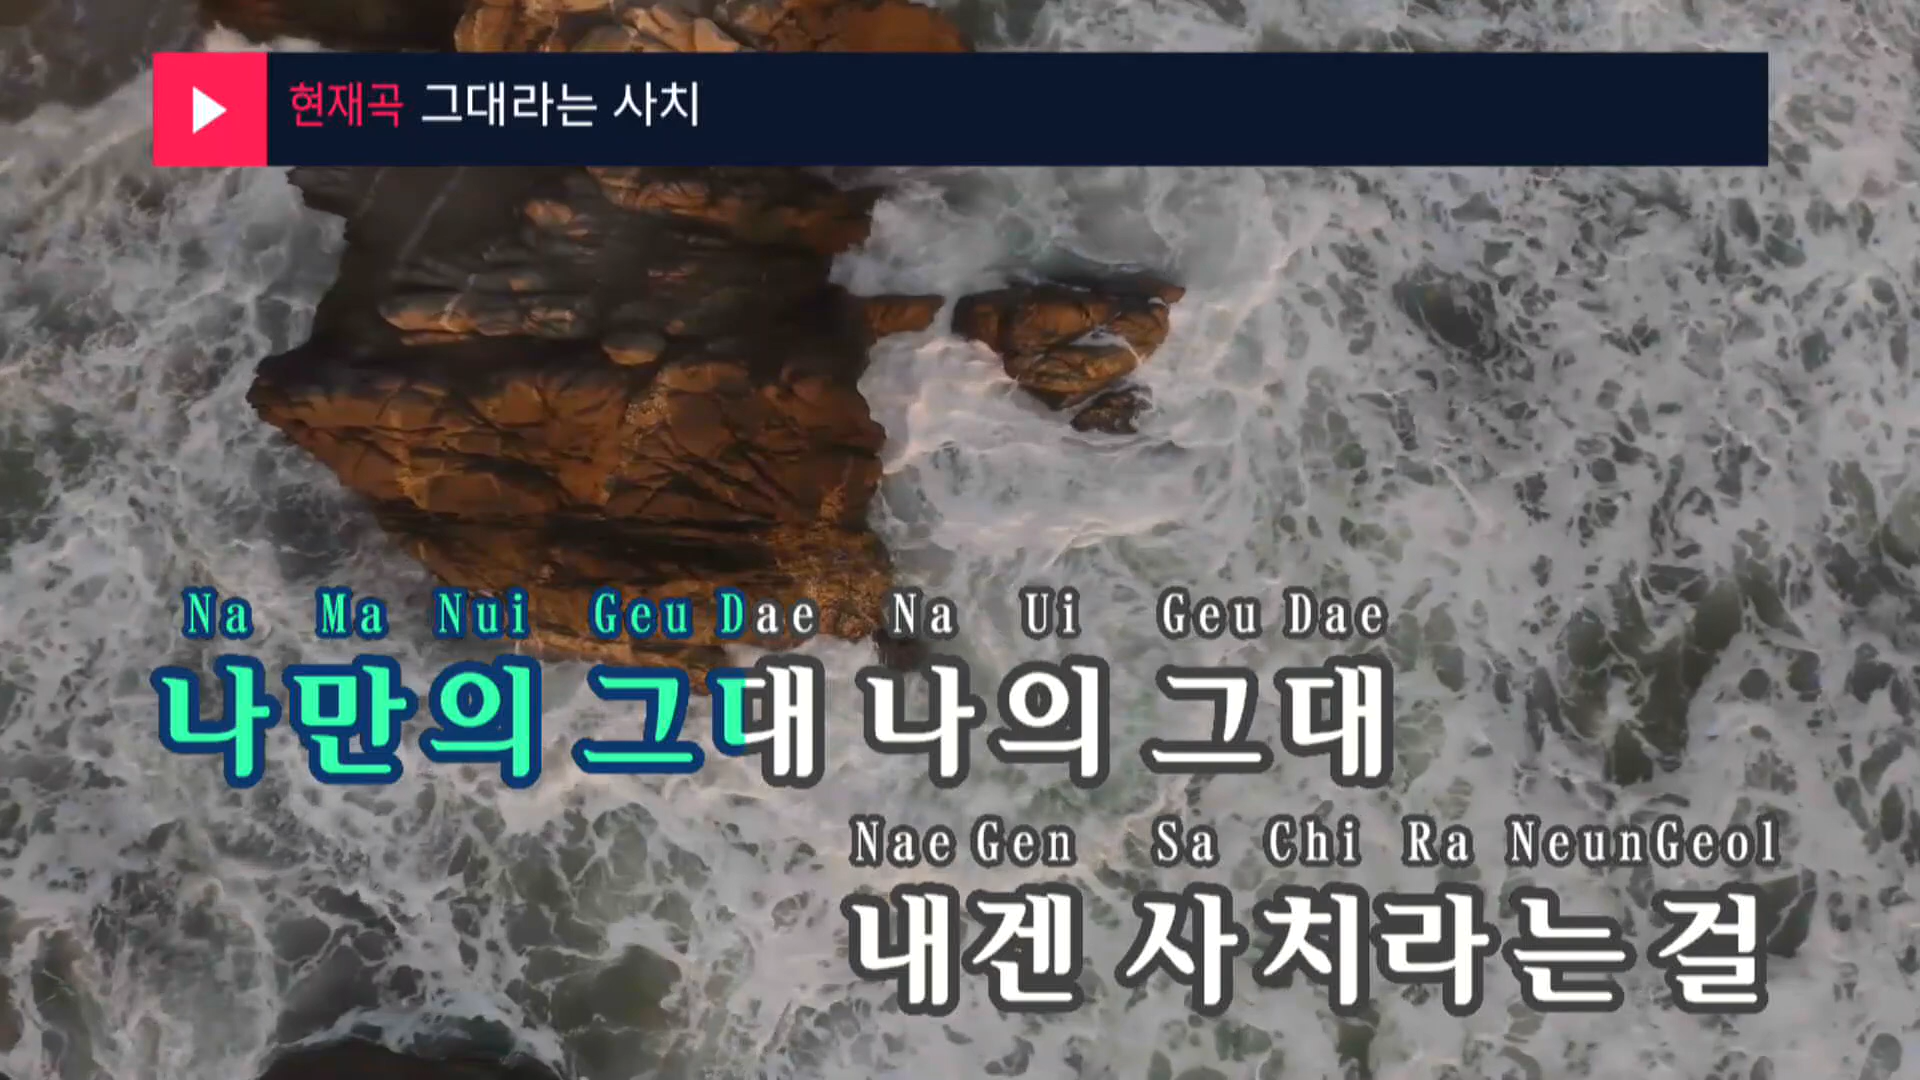 현재곡 그대라는 사치
Na Ma Nui Geu Dae Na Ui Geu Dae
나만의 그대 나의 그대
Nae Gen Sa Chi Ra NeunGeol
내겐 사치라는 걸